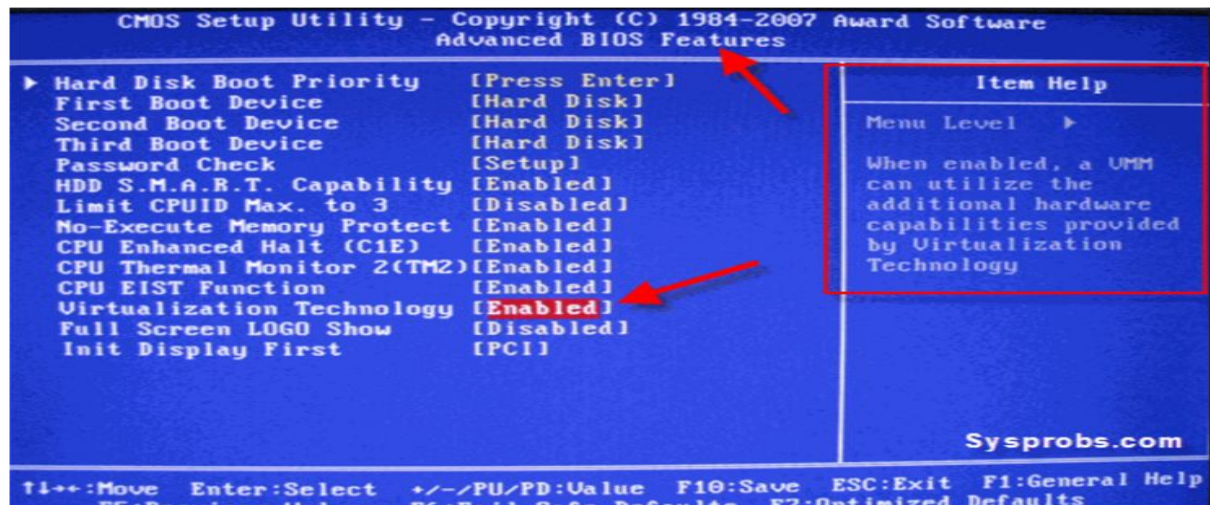 CMOS Setup Utility - Copyright (C) 1984-2007 Award Software
Advanced BIOS Features
Hard Disk Boot Priority [Press Enter]
First Boot Device [Hard Disk]
Second Boot Device [Hard Disk]
Third Boot Device [Hard Disk]
Password Check [Setup]
HDD S.M.A.R.T. Capability [Enabled]
Limit CPUID Max. to 3 [Disabled]
No-Execute Memory Protect [Enabled]
CPU Enhanced Halt (C1E) [Enabled]
CPU Thermal Monitor 2(TM2)[Enabled]
CPU EIST Function [Enabled]
Virtualization Technology [Enabled]
Full Screen LOGO Show [Disabled]
Init Display First [PCI]
Item Help
Menu Level
When enabled, a VMM
can utilize the
additional hardware
capabilities provided
by Virtualization
Technology
Sysprobs.com
↑↓→←:Move Enter:Select +/-/PU/PD:Value F10:Save ESC:Exit F1:General Help
Optimized Defaults